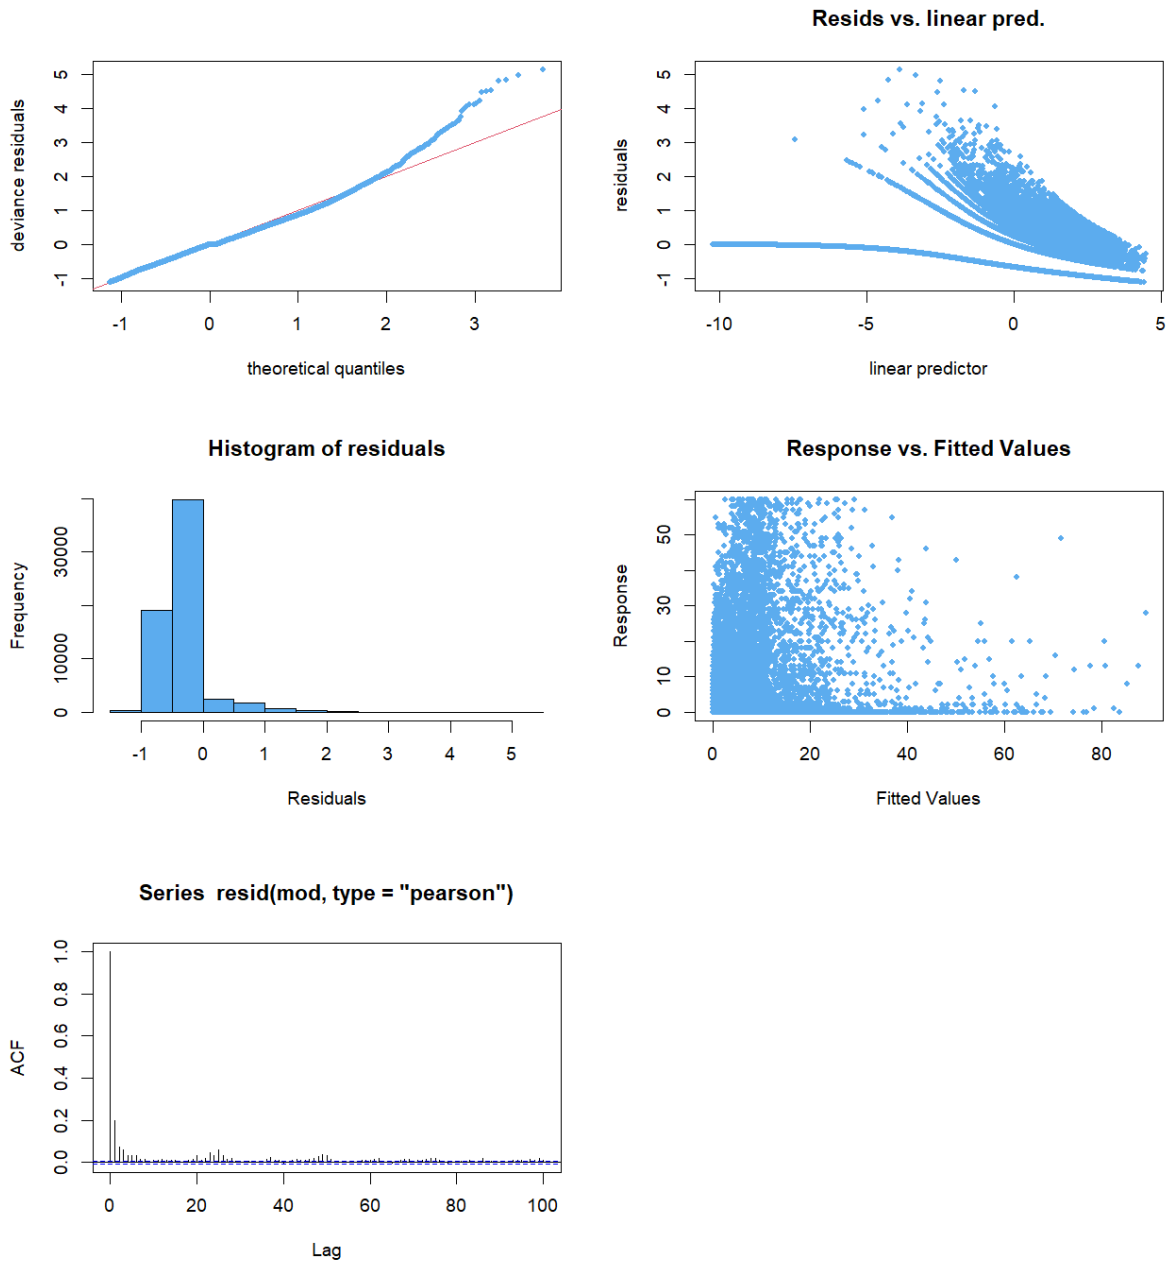 Resids vs. linear pred.
deviance residuals
-1 0 1 2 3 4 5
-1 0 1 2 3
theoretical quantiles
residuals
-1 0 1 2 3 4 5
-10 -5 0 5
linear predictor
Histogram of residuals
Frequency
0 10000 30000
-1 0 1 2 3 4 5
Residuals
Response vs. Fitted Values
Response
0 10 30 50
0 20 40 60 80
Fitted Values
Series resid(mod, type = "pearson")
ACF
0.0 0.2 0.4 0.6 0.8 1.0
0 20 40 60 80 100
Lag